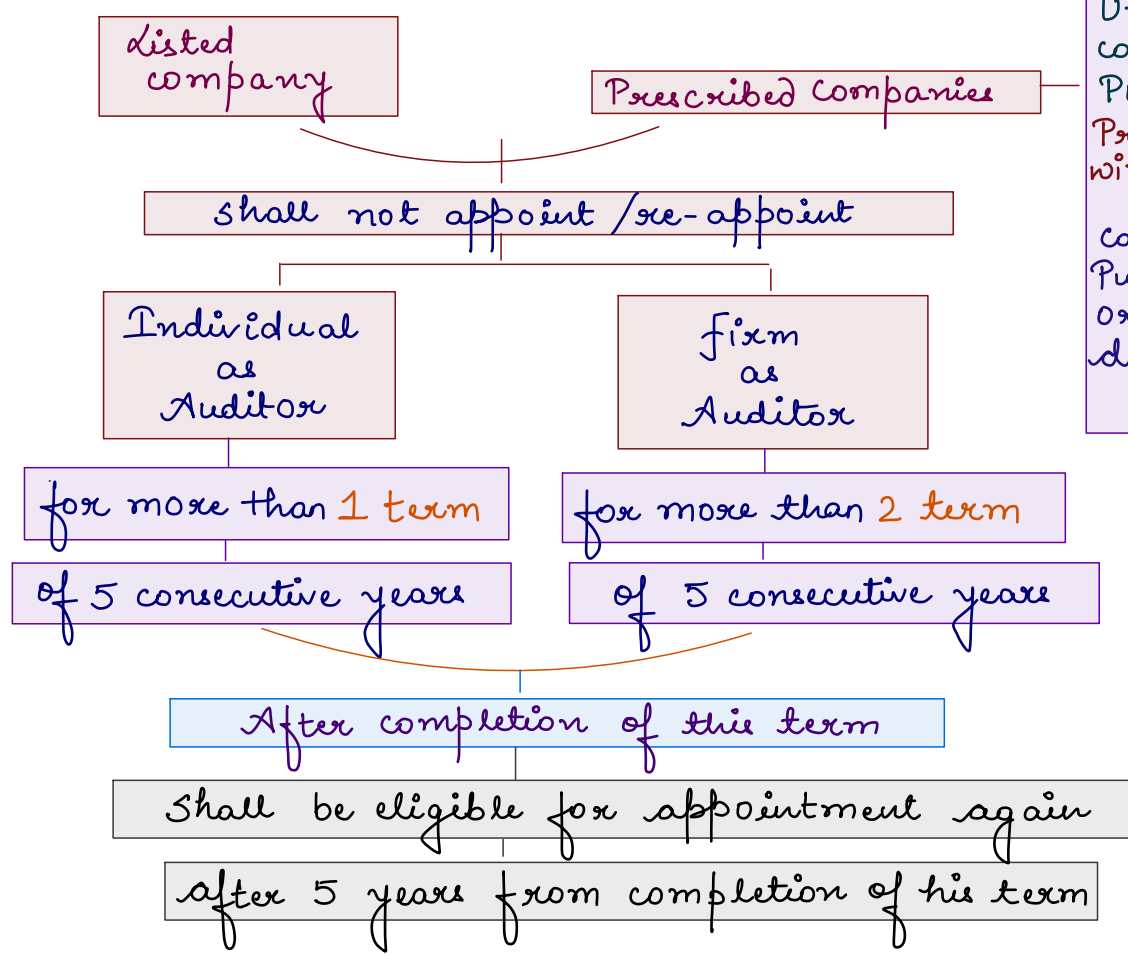 Listed
company
Prescribed companies
shall not appoint /re-appoint
Individual
as
Auditor
firm
as
Auditor
for more than 1 term
for more than 2 term
of 5 consecutive years
of 5 consecutive years
After completion of this term
shall be eligible for appointment again
after 5 years from completion of his term